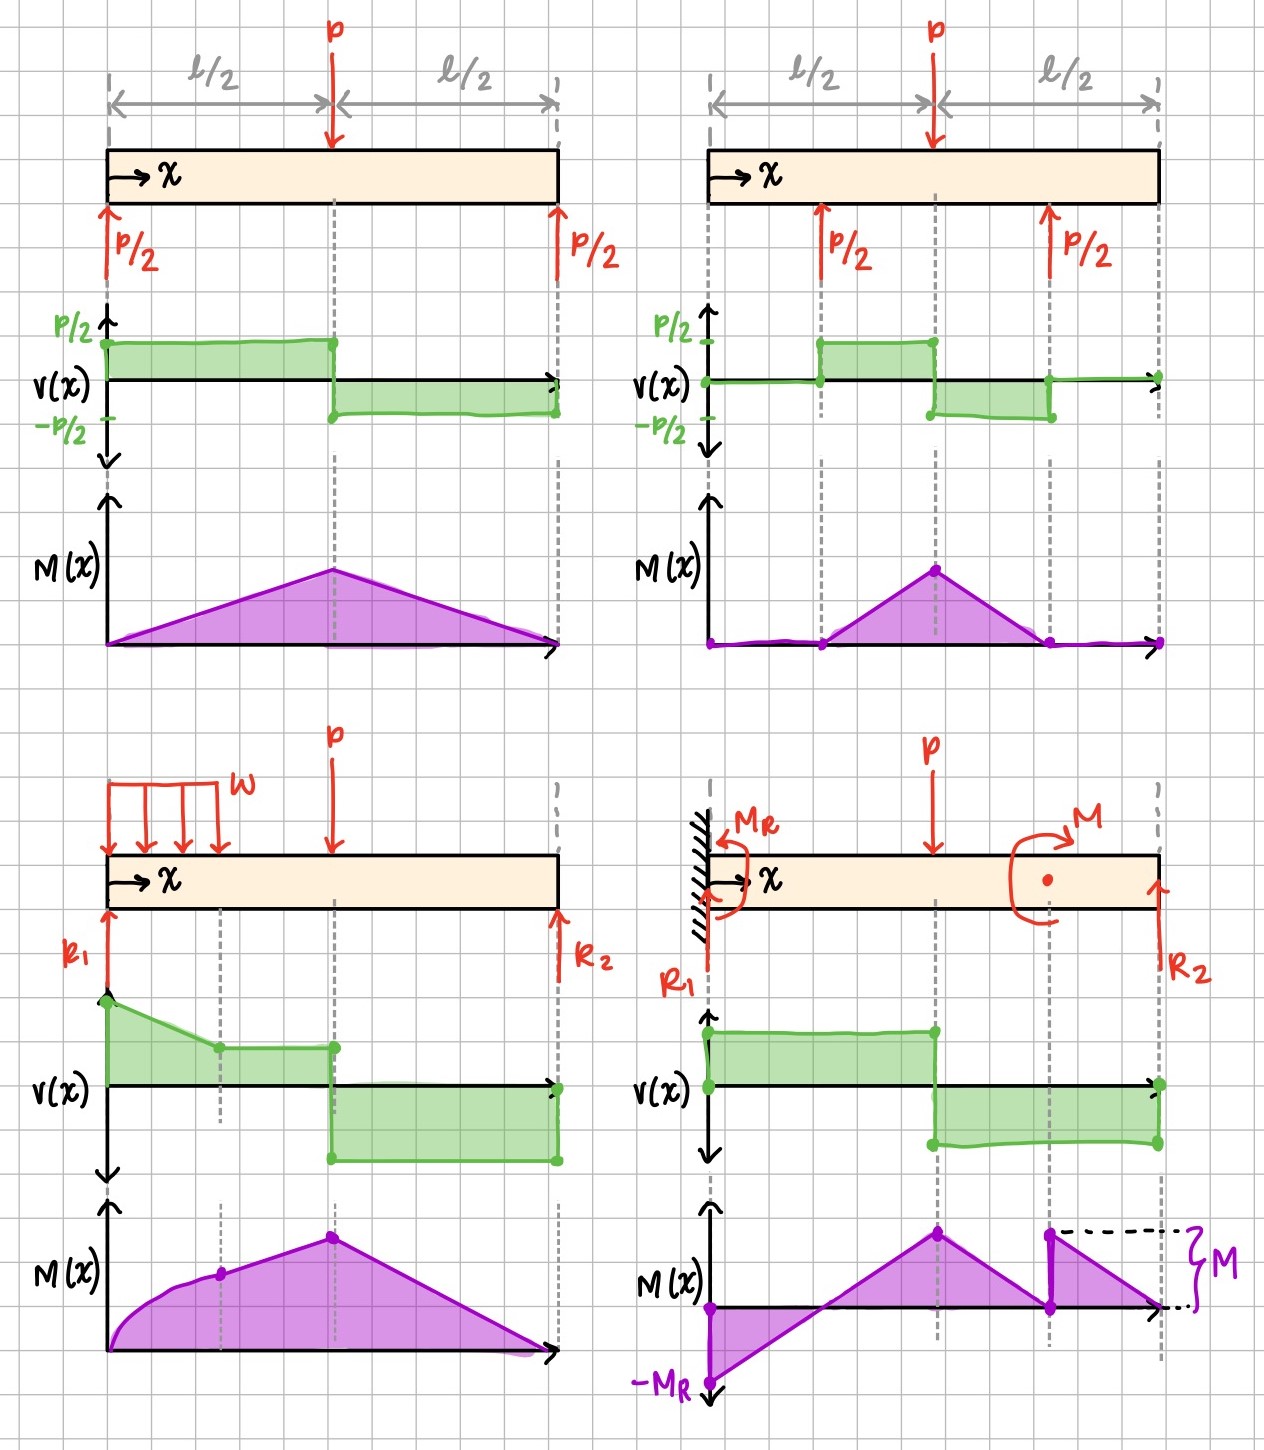 P
P
l/2
l/2
l/2
l/2
x
x
P/2
P/2
P/2
P/2
P/2
P/2
V(x)
V(x)
-P/2
-P/2
M(x)
M(x)
P
P
W
MR
M
x
x
R1
R2
R1
R2
V(x)
V(x)
M(x)
M(x)
M
-MR